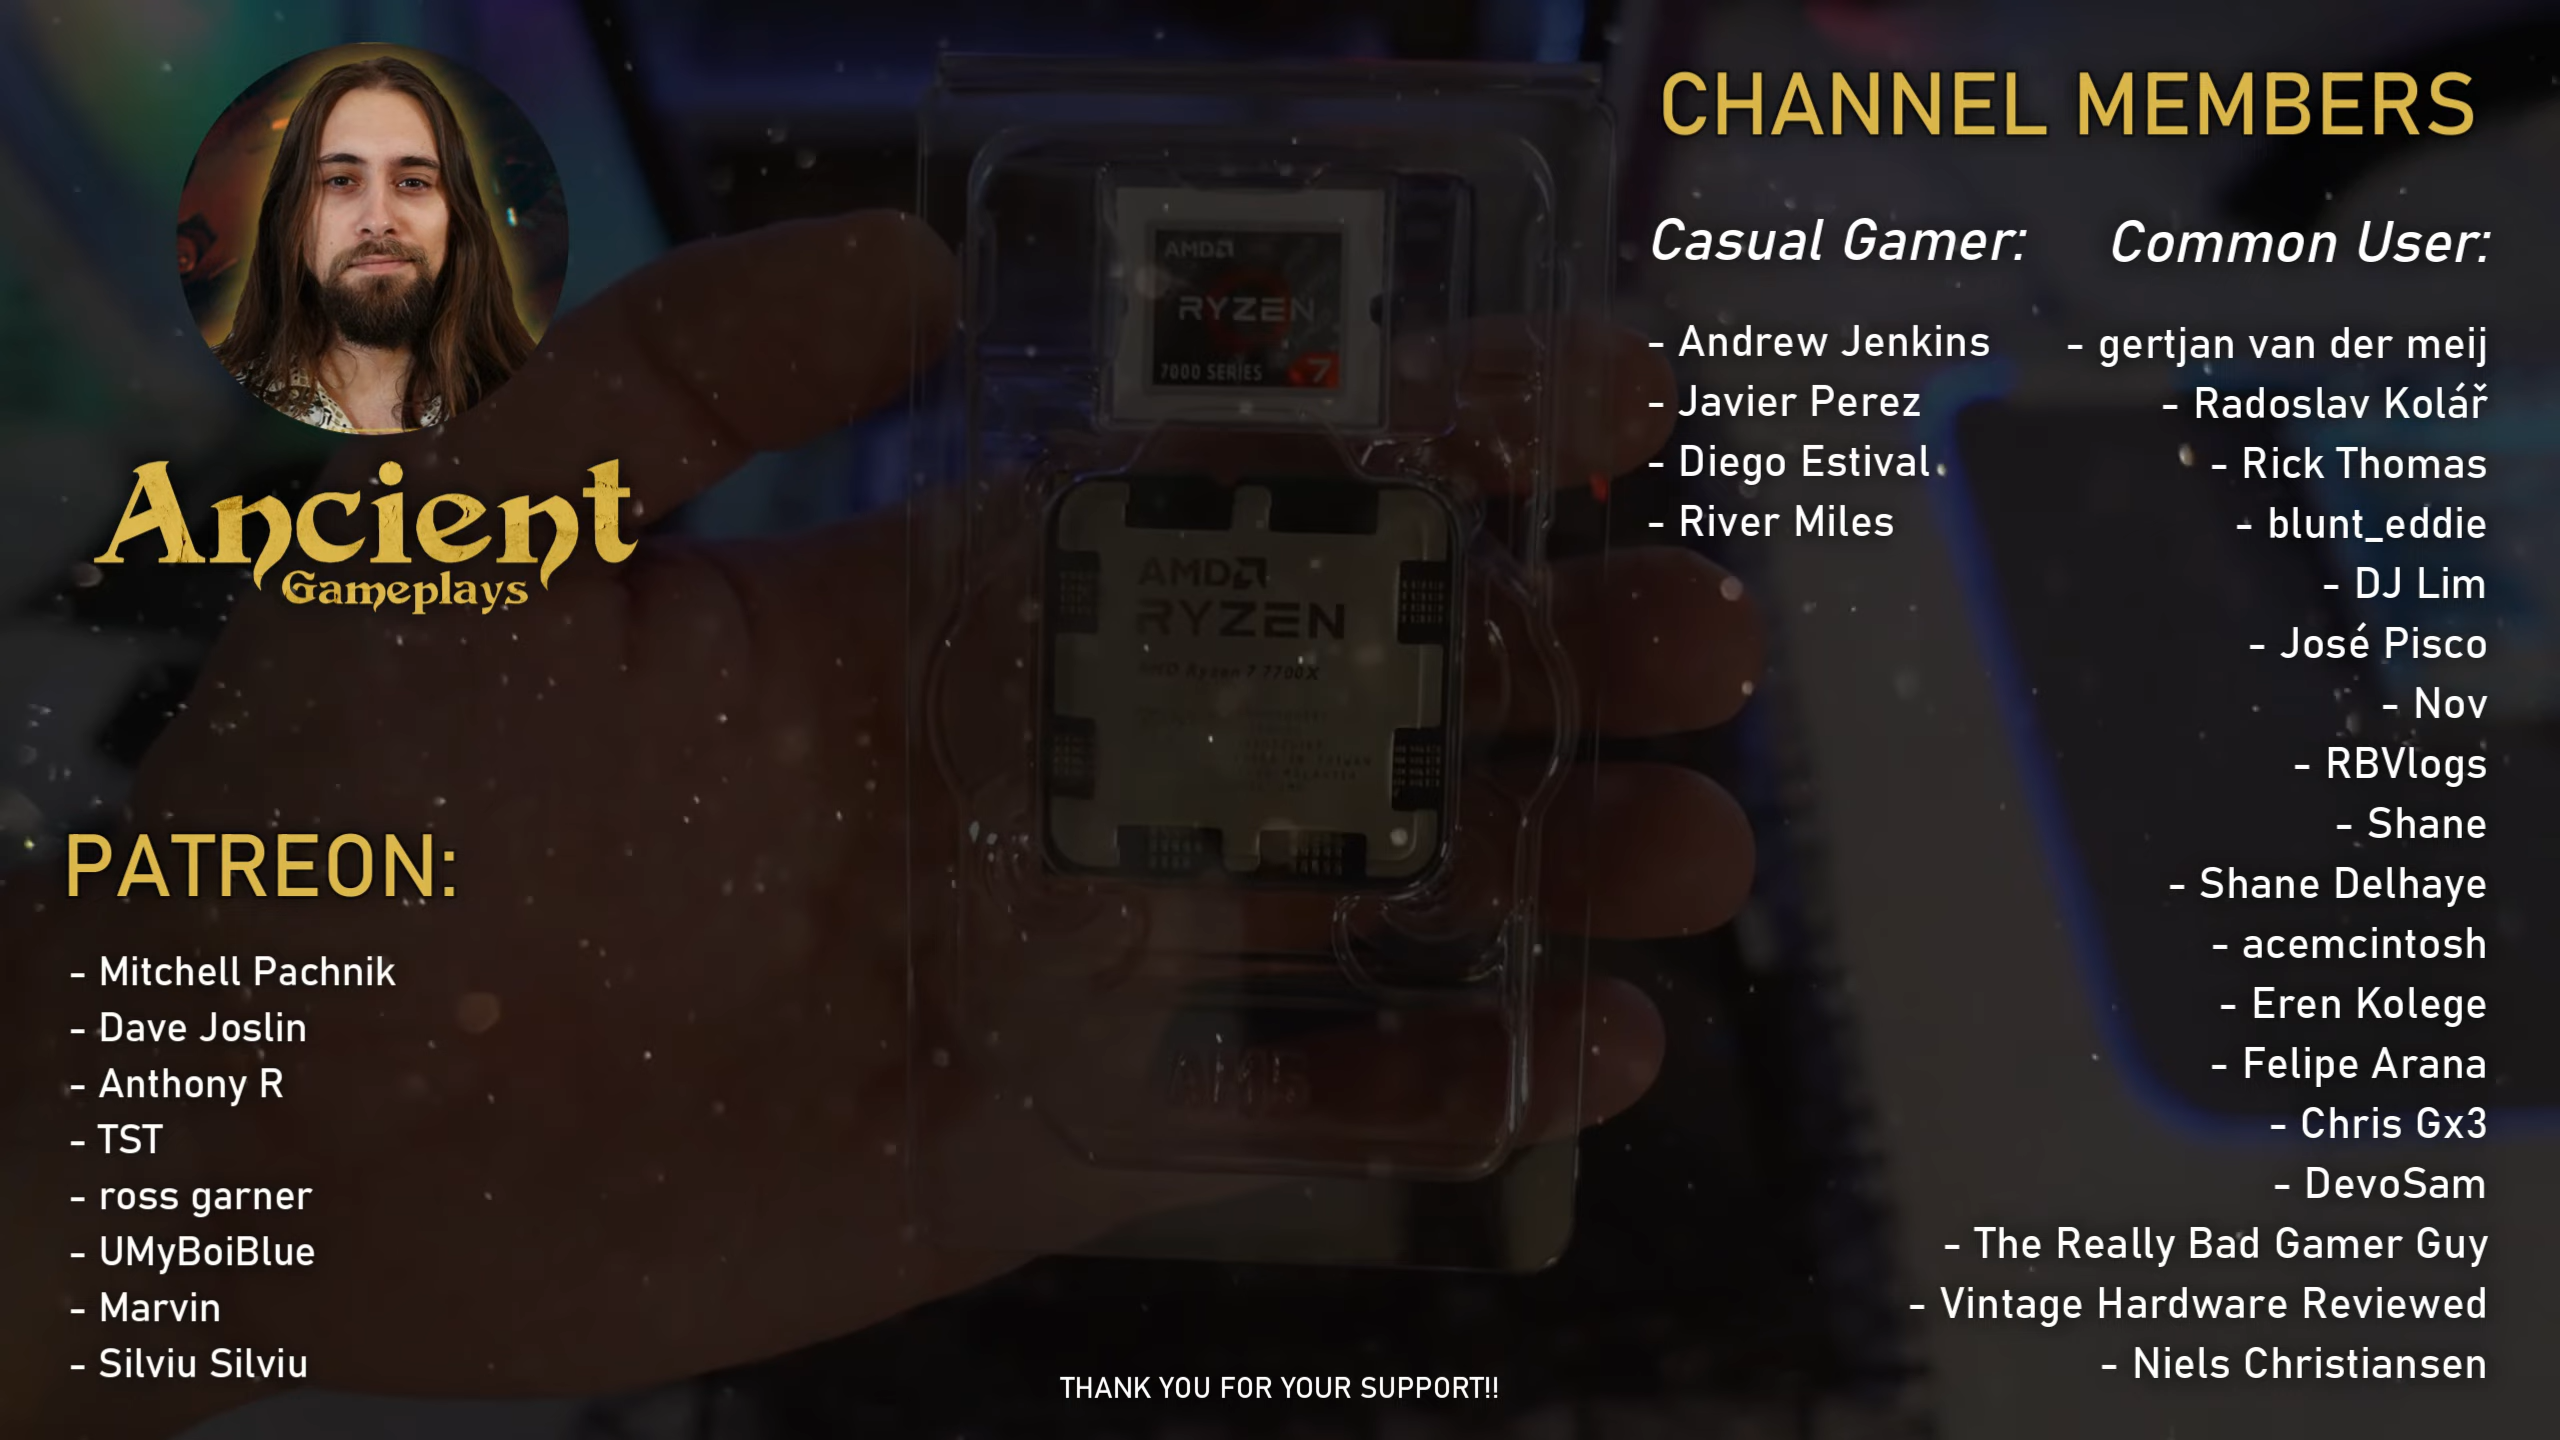 Ancient
Gameplays
PATREON:
- Mitchell Pachnik
- Dave Joslin
- Anthony R
- TST
- ross garner
- UMyBoiBlue
- Marvin
- Silviu Silviu
AMD
RYZEN
7000 SERIES 7
AMD
RYZEN
AMD Ryzen 7 7700X
AM5
THANK YOU FOR YOUR SUPPORT!!
CHANNEL MEMBERS
Casual Gamer:
- Andrew Jenkins
- Javier Perez
- Diego Estival
- River Miles
Common User:
- gertjan van der meij
- Radoslav Kolář
- Rick Thomas
- blunt_eddie
- DJ Lim
- José Pisco
- Nov
- RBVlogs
- Shane
- Shane Delhaye
- acemcintosh
- Eren Kolege
- Felipe Arana
- Chris Gx3
- DevoSam
- The Really Bad Gamer Guy
- Vintage Hardware Reviewed
- Niels Christiansen